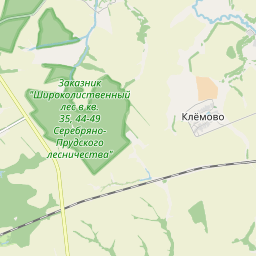 Заказник
"Широколиственный
лес в кв.
35, 44-49
Серебряно-
Прудского
лесничества"
Клёмово